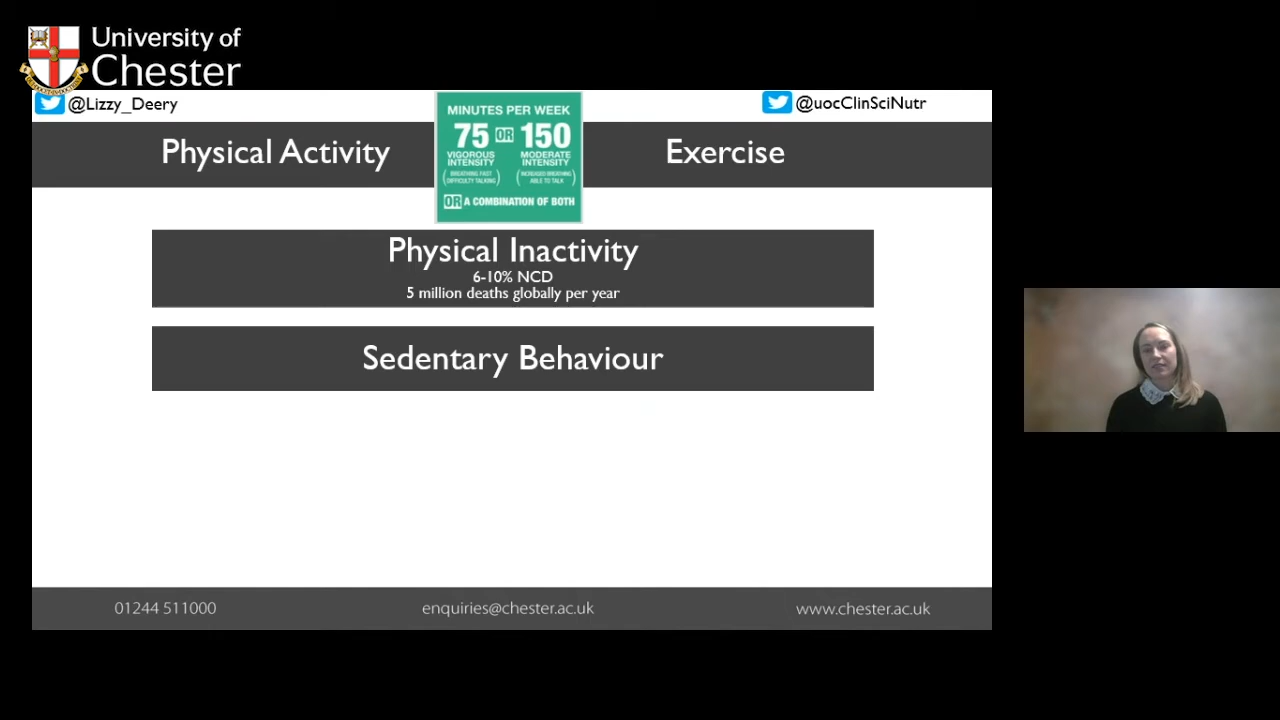 University of
Chester
@Lizzy_Deery
@uocClinSciNutr
Physical Activity
MINUTES PER WEEK
75 OR 150
VIGOROUS INTENSITY
MODERATE INTENSITY
(BREATHING FAST DIFFICULTY TALKING)
(INCREASED BREATHING ABLE TO TALK)
OR A COMBINATION OF BOTH
Exercise
Physical Inactivity
6-10% NCD
5 million deaths globally per year
Sedentary Behaviour
01244 511000
enquiries@chester.ac.uk
www.chester.ac.uk